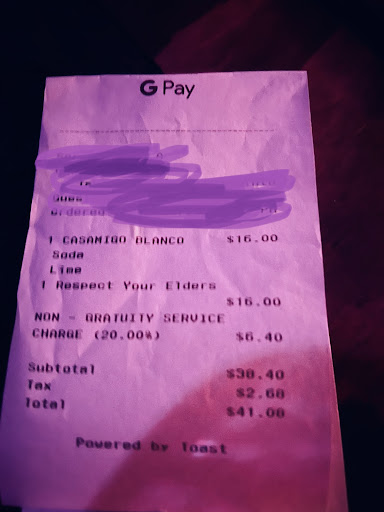 G Pay
Ordered
1 CASAMIGO BLANCO $16.00
Soda
Lime
1 Respect Your Elders
$16.00
NON - GRATUITY SERVICE
CHARGE (20.00%) $6.40
Subtotal $38.40
Tax $2.60
Total $41.00
Powered by Toast